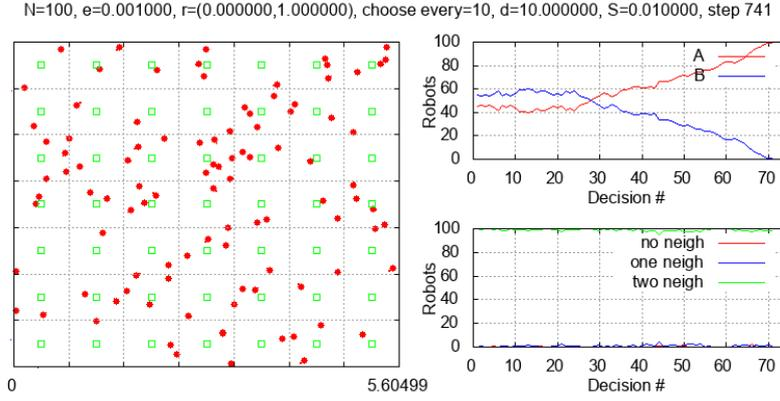 N=100, e=0.001000, r=(0.000000,1.000000), choose every=10, d=10.000000, S=0.010000, step 741
0
5.60499
100
80
60
40
20
0
Robots
A
B
0 10 20 30 40 50 60 70
Decision #
100
80
60
40
20
0
Robots
no neigh
one neigh
two neigh
0 10 20 30 40 50 60 70
Decision #